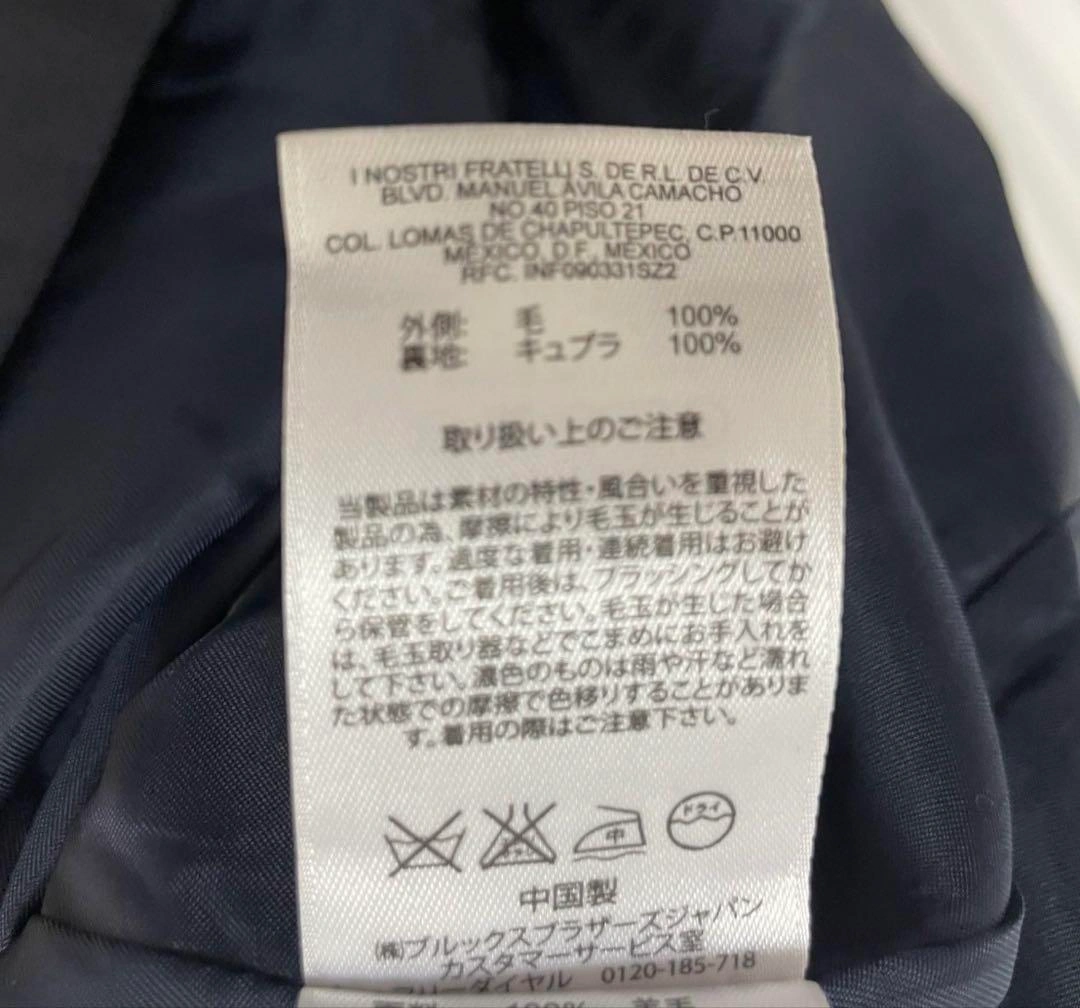 I NOSTRI FRATELLI S. DE R.L. DE C.V.
BLVD. MANUEL ÁVILA CAMACHO
NO.40 PISO 21
COL. LOMAS DE CHAPULTEPEC, C.P.11000
MÉXICO, D.F., MÉXICO
RFC. INF090331SZ2
外側: 毛 100%
裏地: キュプラ 100%
取り扱い上のご注意
当製品は素材の特性・風合いを重視した
製品の為、摩擦により毛玉が生じることが
あります。過度な着用・連続着用はお避け
ください。ご着用後は、ブラッシングしてか
ら保管をしてください。毛玉が生じた場合
は、毛玉取り器などでこまめにお手入れを
して下さい。濃色のものは雨や汗など濡れ
た状態での摩擦で色移りすることがありま
す。着用の際はご注意下さい。
中
ドライ
中国製
(株)ブルックスブラザーズジャパン
カスタマーサービス室
フリーダイヤル 0120-185-718
100%